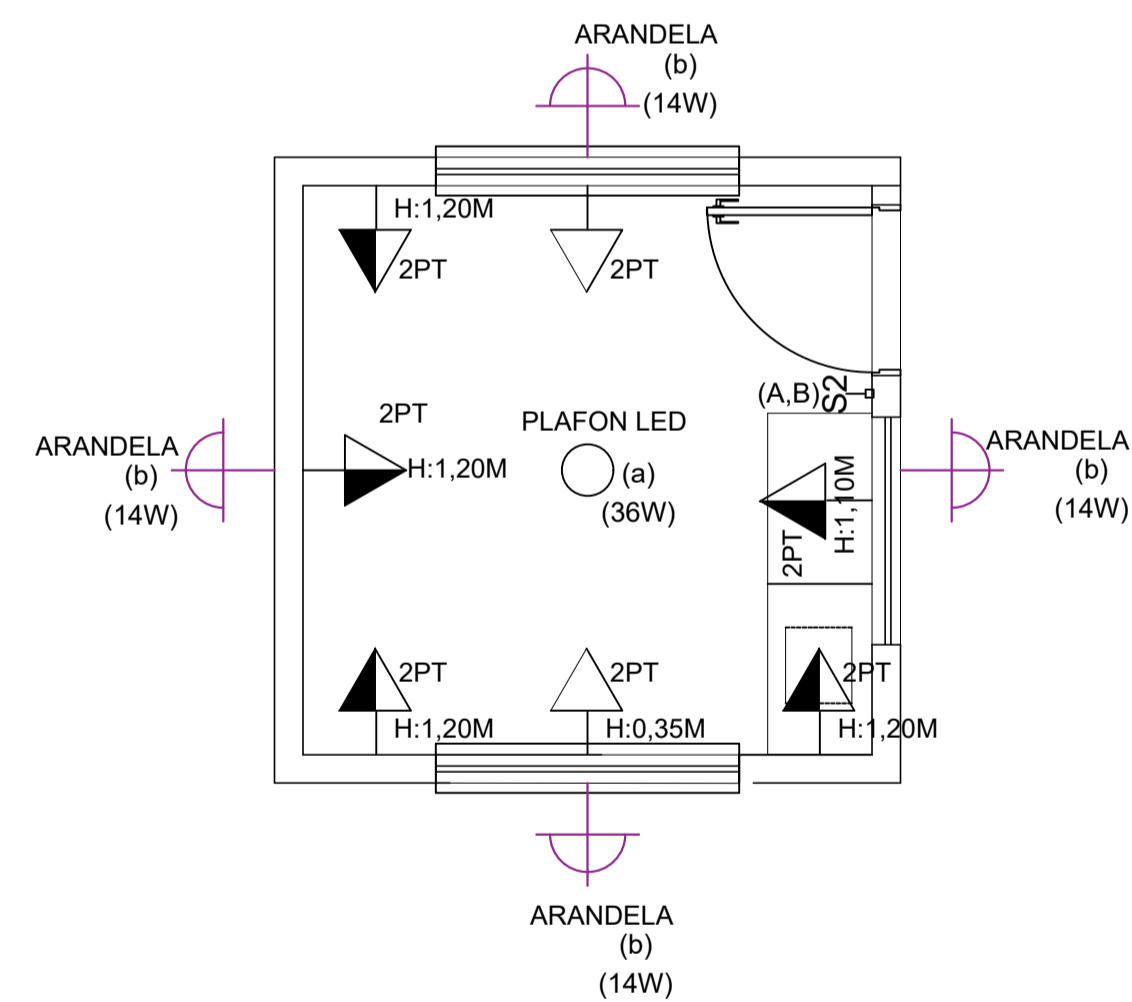 ARANDELA
(b)
(14W)
H:1,20M
2PT
2PT
(A,B)
S2
2PT
H:1,20M
PLAFON LED
(a)
(36W)
ARANDELA
(b)
(14W)
ARANDELA
(b)
(14W)
H:1,10M
2PT
2PT
H:1,20M
2PT
H:0,35M
2PT
H:1,20M
ARANDELA
(b)
(14W)